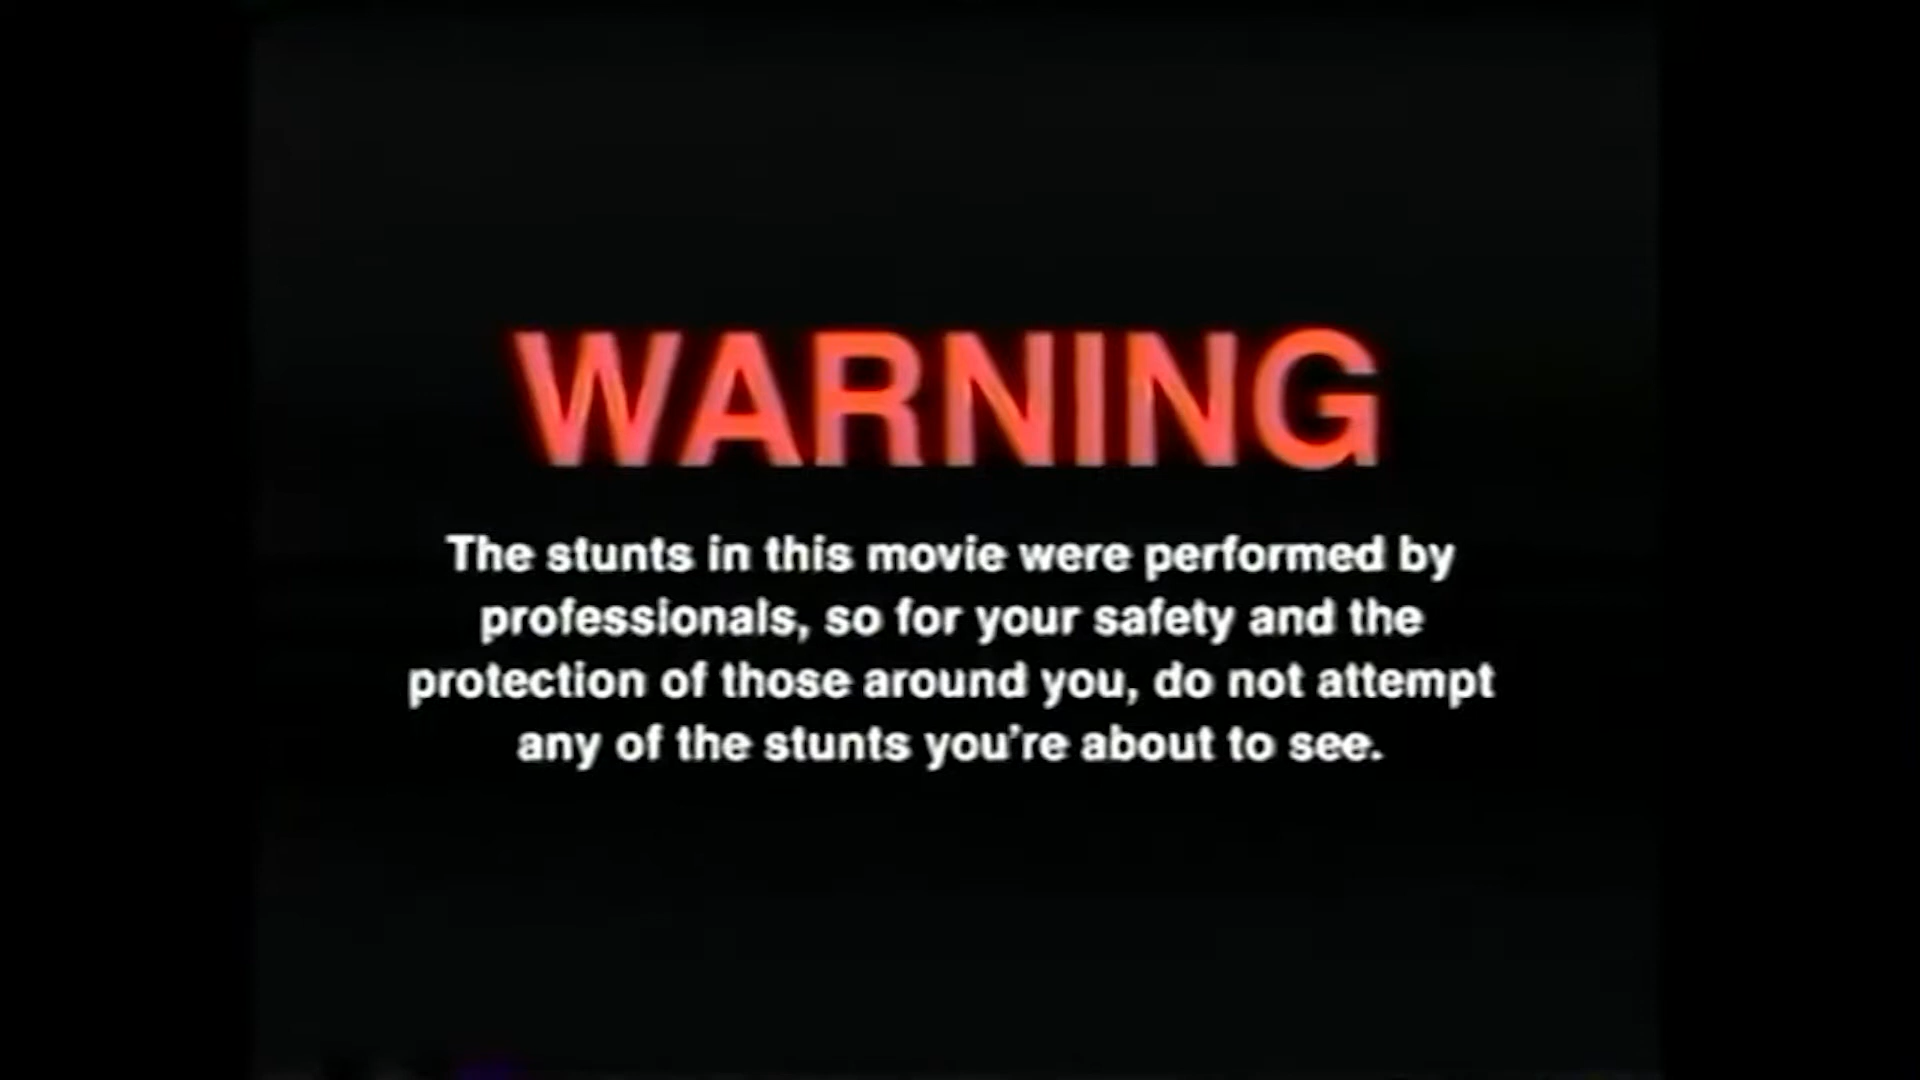 WARNING
The stunts in this movie were performed by
professionals, so for your safety and the
protection of those around you, do not attempt
any of the stunts you're about to see.